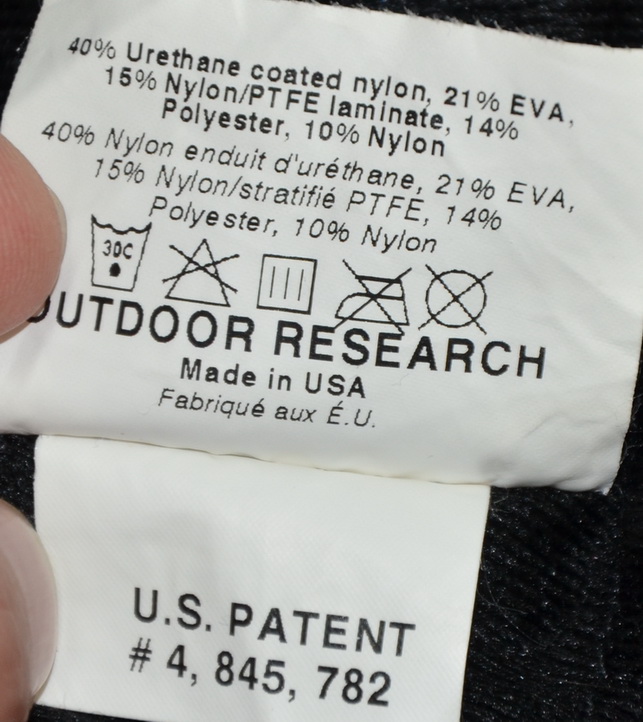 40% Urethane coated nylon, 21% EVA,
15% Nylon/PTFE laminate, 14%
Polyester, 10% Nylon
40% Nylon enduit d'uréthane, 21% EVA,
15% Nylon/stratifié PTFE, 14%
Polyester, 10% Nylon
30C
OUTDOOR RESEARCH
Made in USA
Fabriqué aux É.U.
U.S. PATENT
# 4, 845, 782